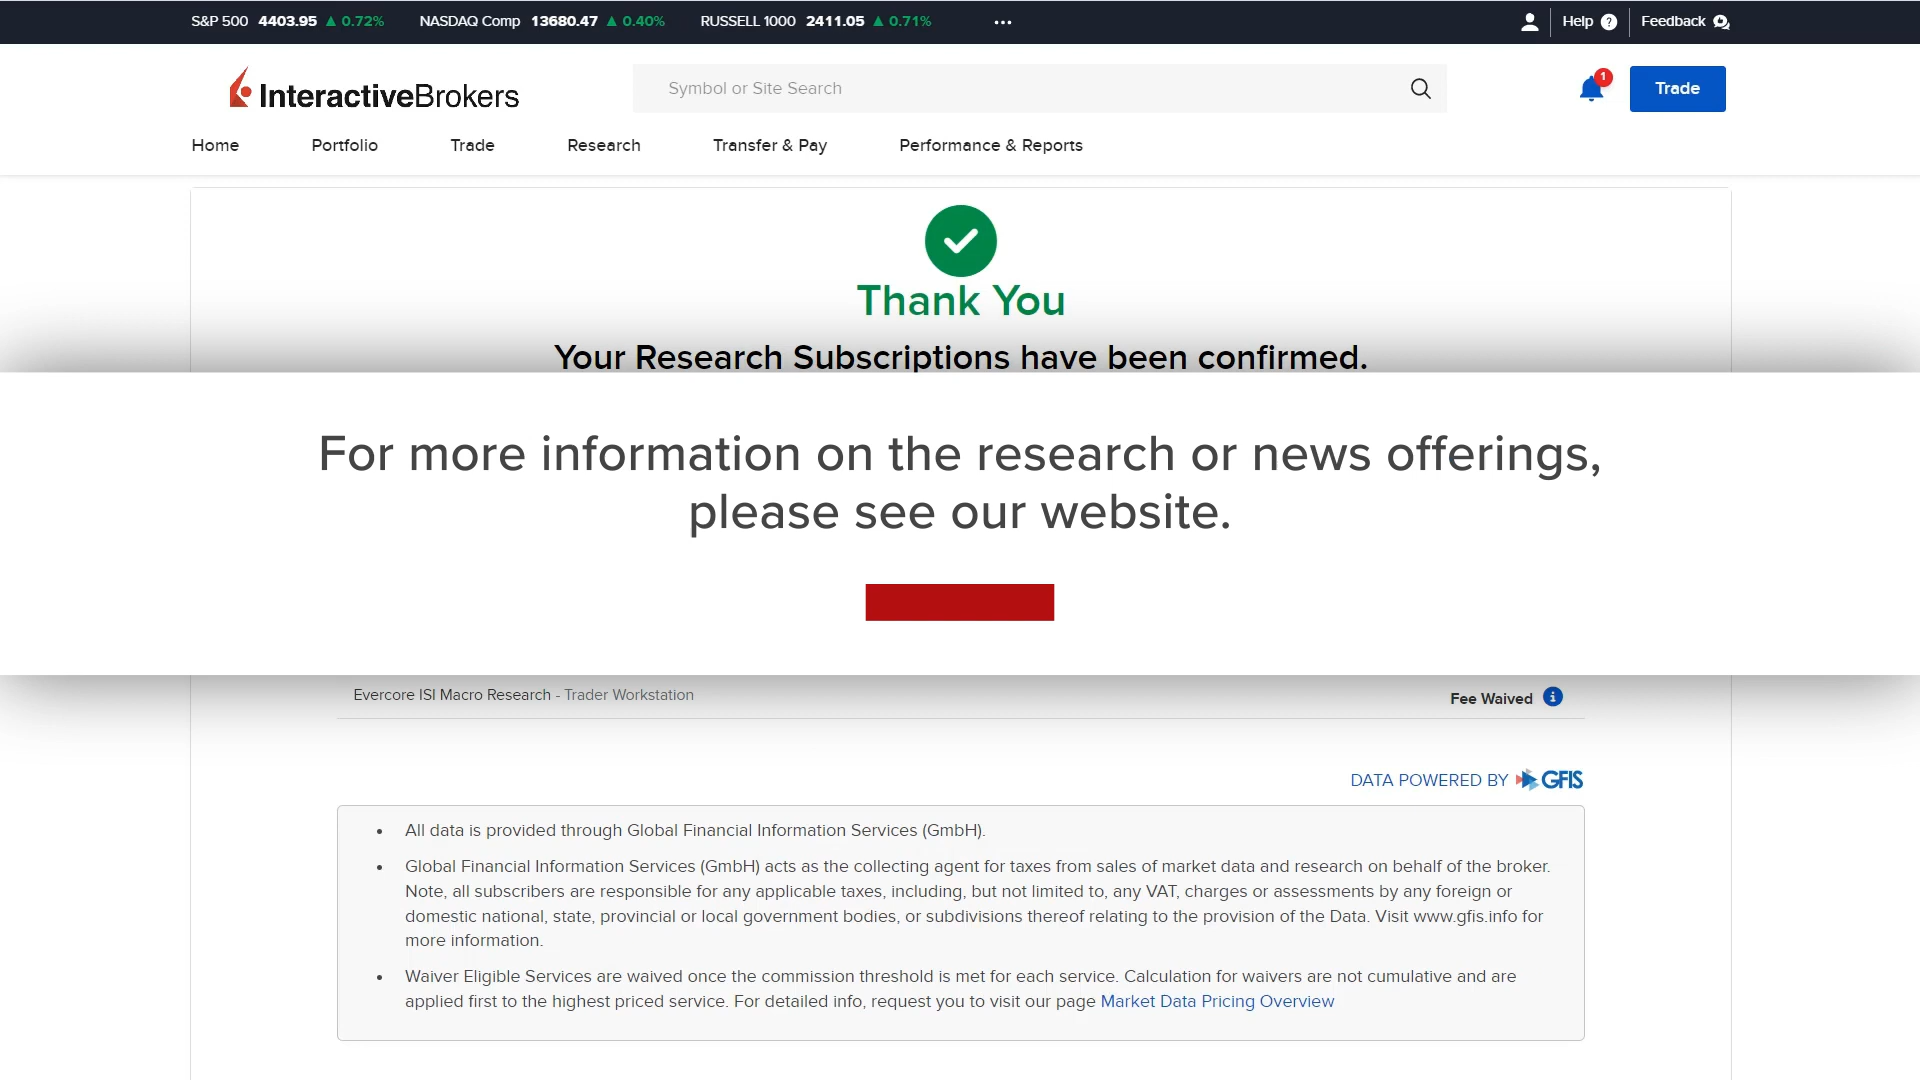 S&P 500 4403.95 ▲ 0.72% NASDAQ Comp 13680.47 ▲ 0.40% RUSSELL 1000 2411.05 ▲ 0.71% ••• Help ? Feedback
InteractiveBrokers Symbol or Site Search 1 Trade
Home Portfolio Trade Research Transfer & Pay Performance & Reports
Thank You
Your Research Subscriptions have been confirmed.
For more information on the research or news offerings,
please see our website.
Evercore ISI Macro Research - Trader Workstation Fee Waived i
DATA POWERED BY GFIS
• All data is provided through Global Financial Information Services (GmbH).
• Global Financial Information Services (GmbH) acts as the collecting agent for taxes from sales of market data and research on behalf of the broker.
Note, all subscribers are responsible for any applicable taxes, including, but not limited to, any VAT, charges or assessments by any foreign or
domestic national, state, provincial or local government bodies, or subdivisions thereof relating to the provision of the Data. Visit www.gfis.info for
more information.
• Waiver Eligible Services are waived once the commission threshold is met for each service. Calculation for waivers are not cumulative and are
applied first to the highest priced service. For detailed info, request you to visit our page Market Data Pricing Overview